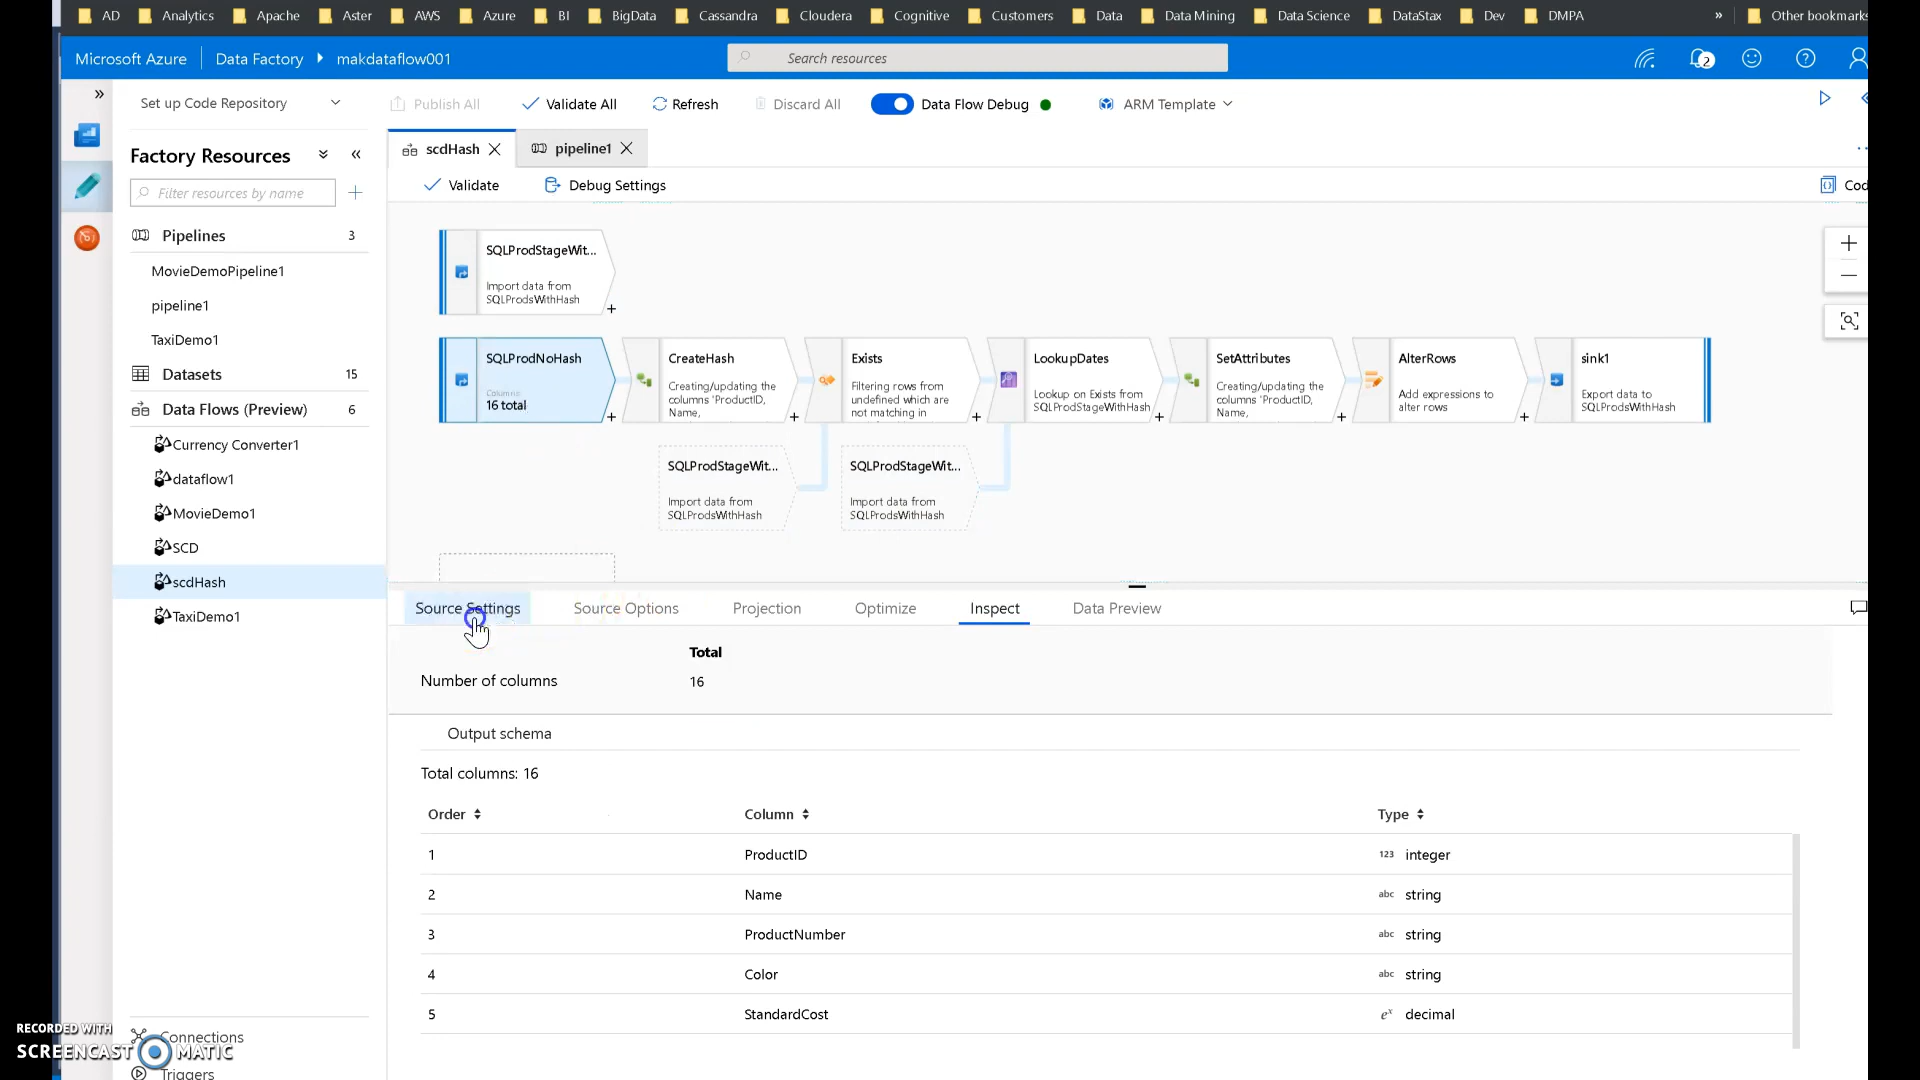 AD Analytics Apache Aster AWS Azure BI BigData Cassandra Cloudera Cognitive Customers Data Data Mining Data Science DataStax Dev DMPA » Other bookmarks
Microsoft Azure Data Factory makdataflow001 Search resources 2
» Set up Code Repository Publish All Validate All Refresh Discard All Data Flow Debug ARM Template
Factory Resources
scdHash pipeline1
Filter resources by name
Validate Debug Settings Cod
Pipelines 3
MovieDemoPipeline1
pipeline1
TaxiDemo1
Datasets 15
Data Flows (Preview) 6
Currency Converter1
dataflow1
MovieDemo1
SCD
scdHash
TaxiDemo1
Connections
Triggers
SQLProdStageWit...
Import data from
SQLProdsWithHash
SQLProdNoHash
Columns:
16 total
CreateHash
Creating/updating the
columns 'ProductID,
Name,
Exists
Filtering rows from
undefined which are
not matching in
LookupDates
Lookup on Exists from
SQLProdStageWithHash
SetAttributes
Creating/updating the
columns 'ProductID,
Name,
AlterRows
Add expressions to
alter rows
sink1
Export data to
SQLProdsWithHash
SQLProdStageWit...
Import data from
SQLProdsWithHash
SQLProdStageWit...
Import data from
SQLProdsWithHash
Source Settings Source Options Projection Optimize Inspect Data Preview
Total
Number of columns 16
Output schema
Total columns: 16
Order Column Type
1 ProductID 123 integer
2 Name abc string
3 ProductNumber abc string
4 Color abc string
5 StandardCost eˣ decimal
RECORDED WITH
SCREENCAST MATIC